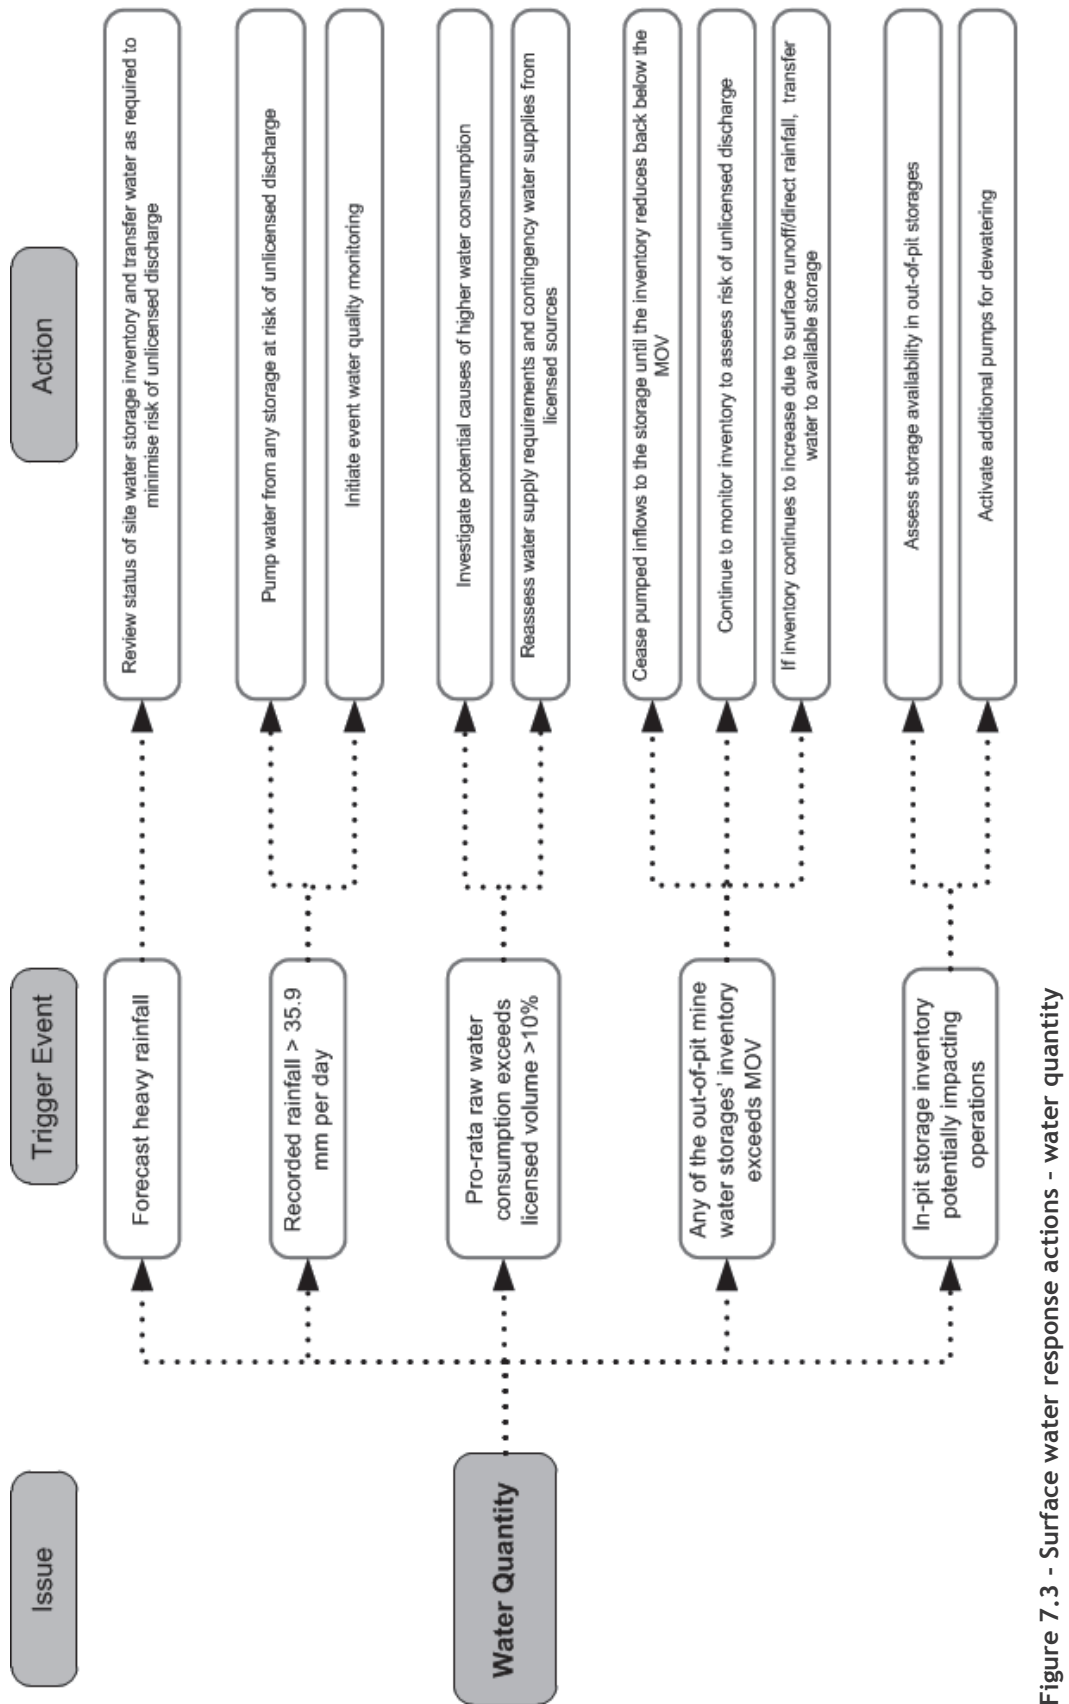 Issue
Trigger Event
Action
Water Quantity
Forecast heavy rainfall
Review status of site water storage inventory and transfer water as required to
minimise risk of unlicensed discharge
Recorded rainfall > 35.9
mm per day
Pump water from any storage at risk of unlicensed discharge
Initiate event water quality monitoring
Pro-rata raw water
consumption exceeds
licensed volume >10%
Investigate potential causes of higher water consumption
Reassess water supply requirements and contingency water supplies from
licensed sources
Any of the out-of-pit mine
water storages' inventory
exceeds MOV
Cease pumped inflows to the storage until the inventory reduces back below the
MOV
Continue to monitor inventory to assess risk of unlicensed discharge
If inventory continues to increase due to surface runoff/direct rainfall, transfer
water to available storage
In-pit storage inventory
potentially impacting
operations
Assess storage availability in out-of-pit storages
Activate additional pumps for dewatering
Figure 7.3 - Surface water response actions - water quantity